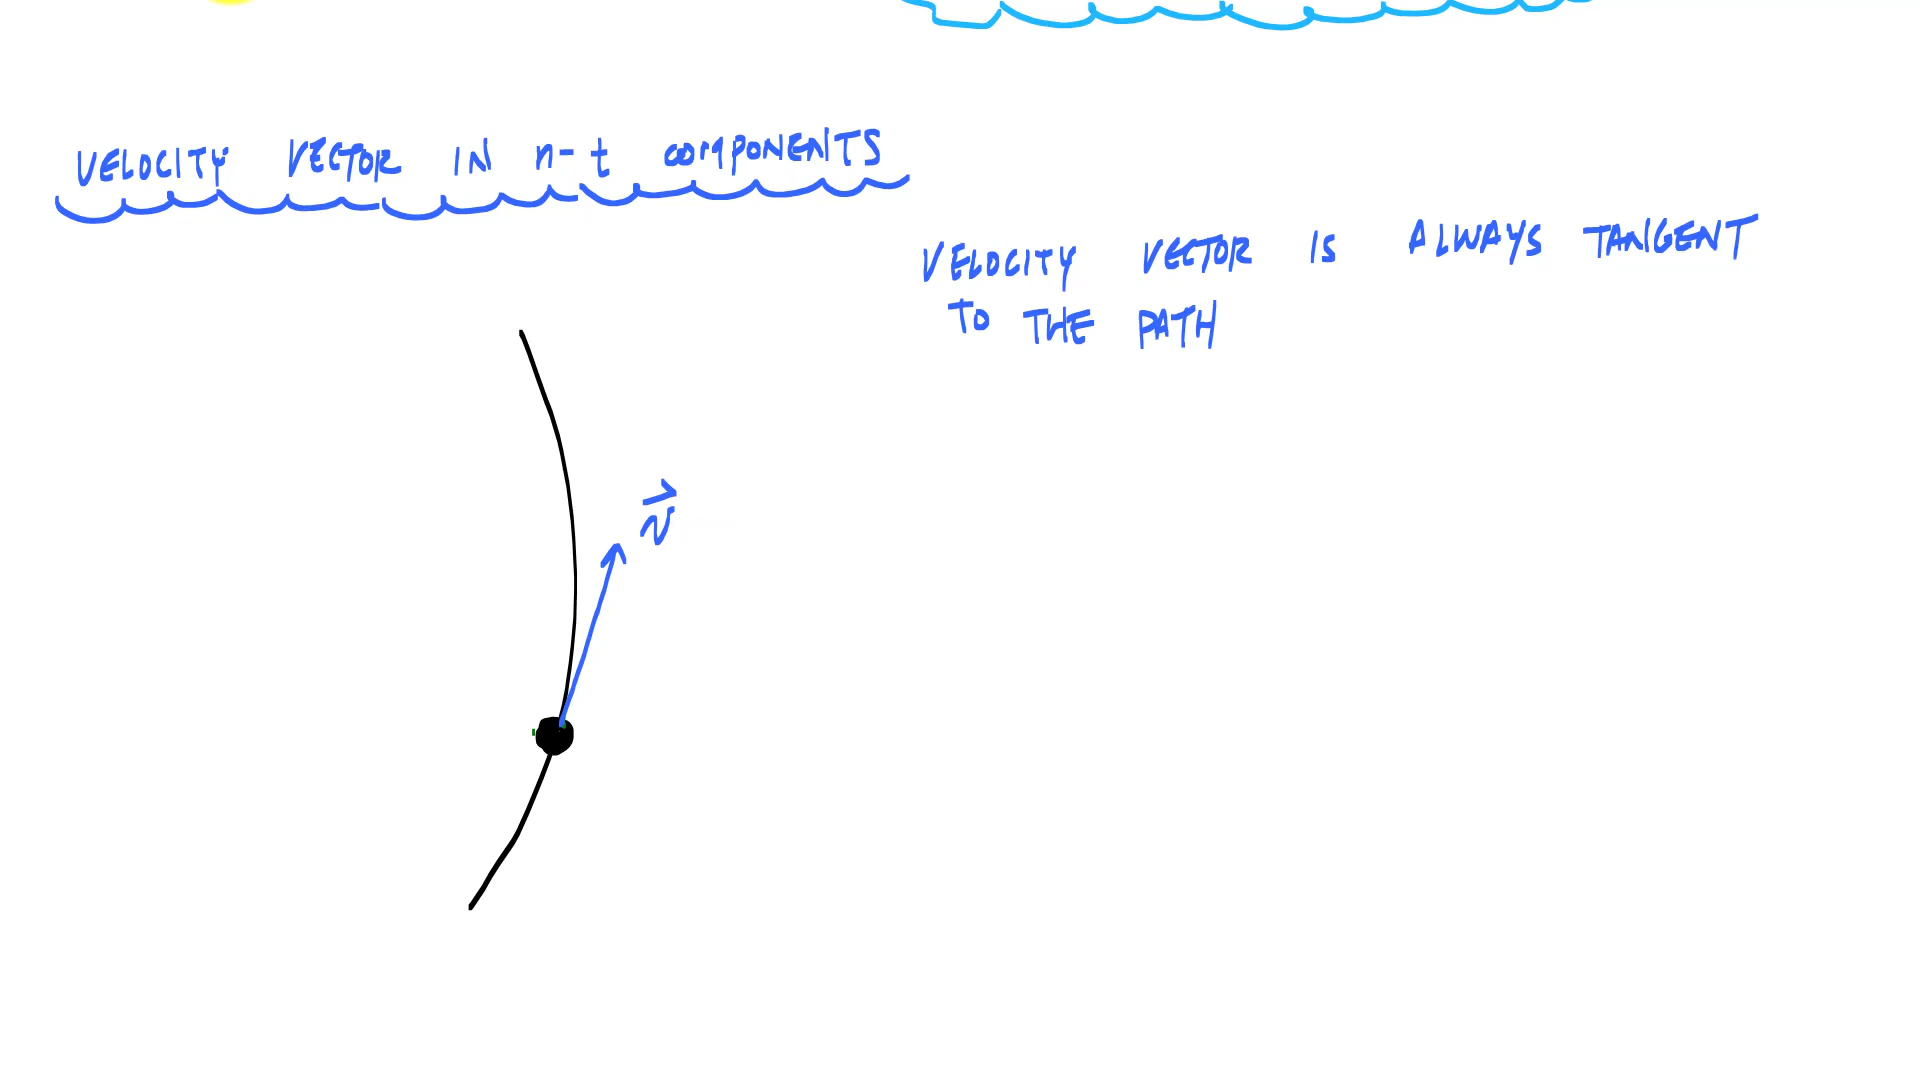 VELOCITY VECTOR IN n-t COMPONENTS
VELOCITY VECTOR IS ALWAYS TANGENT
TO THE PATH
v⃗